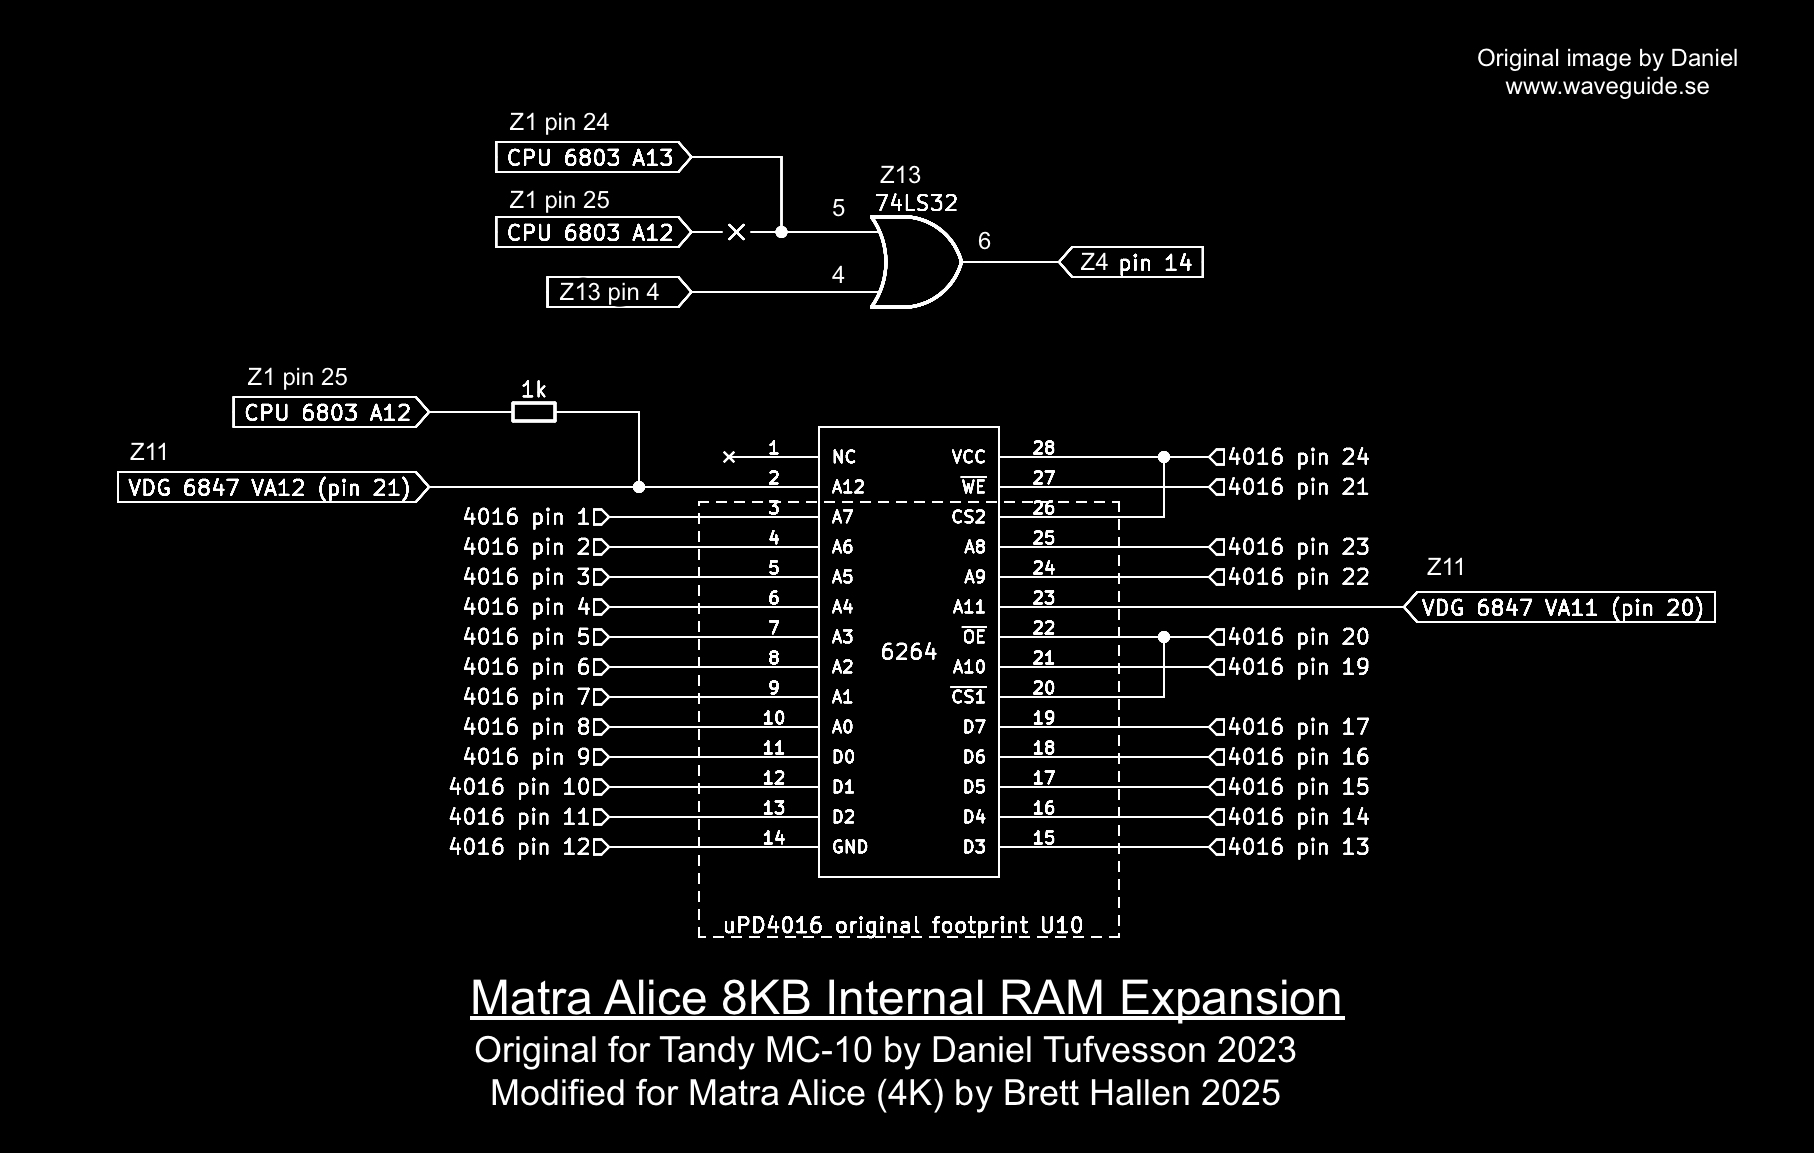 Original image by Daniel
www.waveguide.se
Z1 pin 24
CPU 6803 A13
Z1 pin 25
CPU 6803 A12
Z13 pin 4
5
4
Z13
74LS32
6
Z4 pin 14
Z1 pin 25
CPU 6803 A12
1k
Z11
VDG 6847 VA12 (pin 21)
1 NC VCC 28 4016 pin 24
2 A12 WE 27 4016 pin 21
4016 pin 1 3 A7 CS2 26
4016 pin 2 4 A6 A8 25 4016 pin 23
4016 pin 3 5 A5 A9 24 4016 pin 22
Z11
4016 pin 4 6 A4 A11 23 VDG 6847 VA11 (pin 20)
4016 pin 5 7 A3 OE 22 4016 pin 20
6264
4016 pin 6 8 A2 A10 21 4016 pin 19
4016 pin 7 9 A1 CS1 20
4016 pin 8 10 A0 D7 19 4016 pin 17
4016 pin 9 11 D0 D6 18 4016 pin 16
4016 pin 10 12 D1 D5 17 4016 pin 15
4016 pin 11 13 D2 D4 16 4016 pin 14
4016 pin 12 14 GND D3 15 4016 pin 13
uPD4016 original footprint U10
Matra Alice 8KB Internal RAM Expansion
Original for Tandy MC-10 by Daniel Tufvesson 2023
Modified for Matra Alice (4K) by Brett Hallen 2025